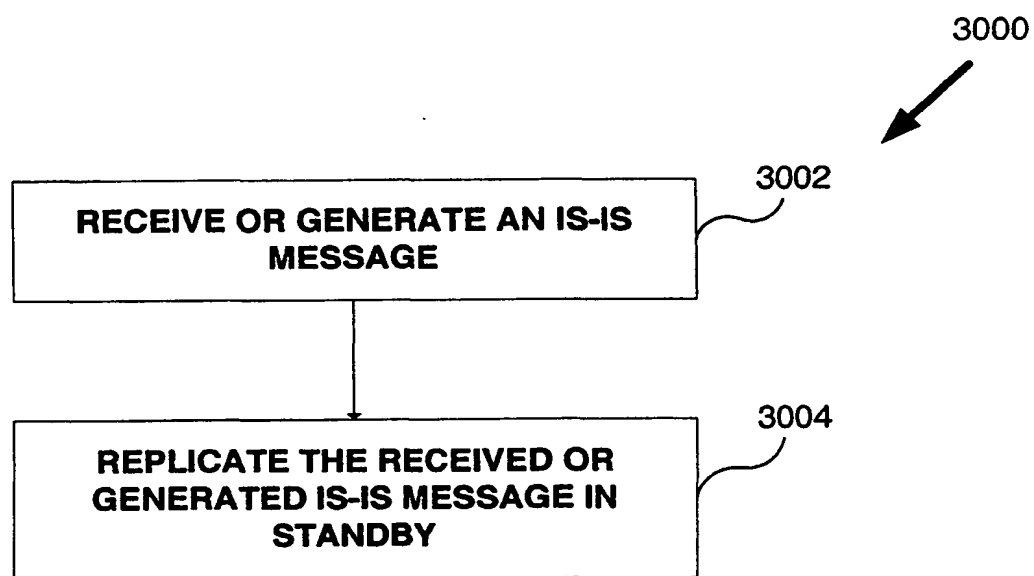 3000
3002
RECEIVE OR GENERATE AN IS-IS
MESSAGE
3004
REPLICATE THE RECEIVED OR
GENERATED IS-IS MESSAGE IN
STANDBY